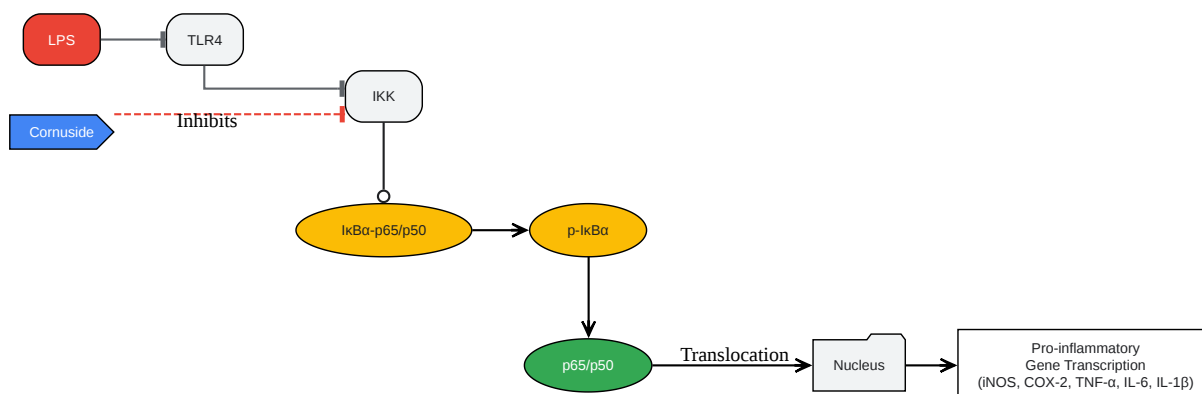 LPS
TLR4
IKK
Cornuside
Inhibits
IκBα-p65/p50
p-IκBα
p65/p50
Translocation
Nucleus
Pro-inflammatory
Gene Transcription
(iNOS, COX-2, TNF-α, IL-6, IL-1β)